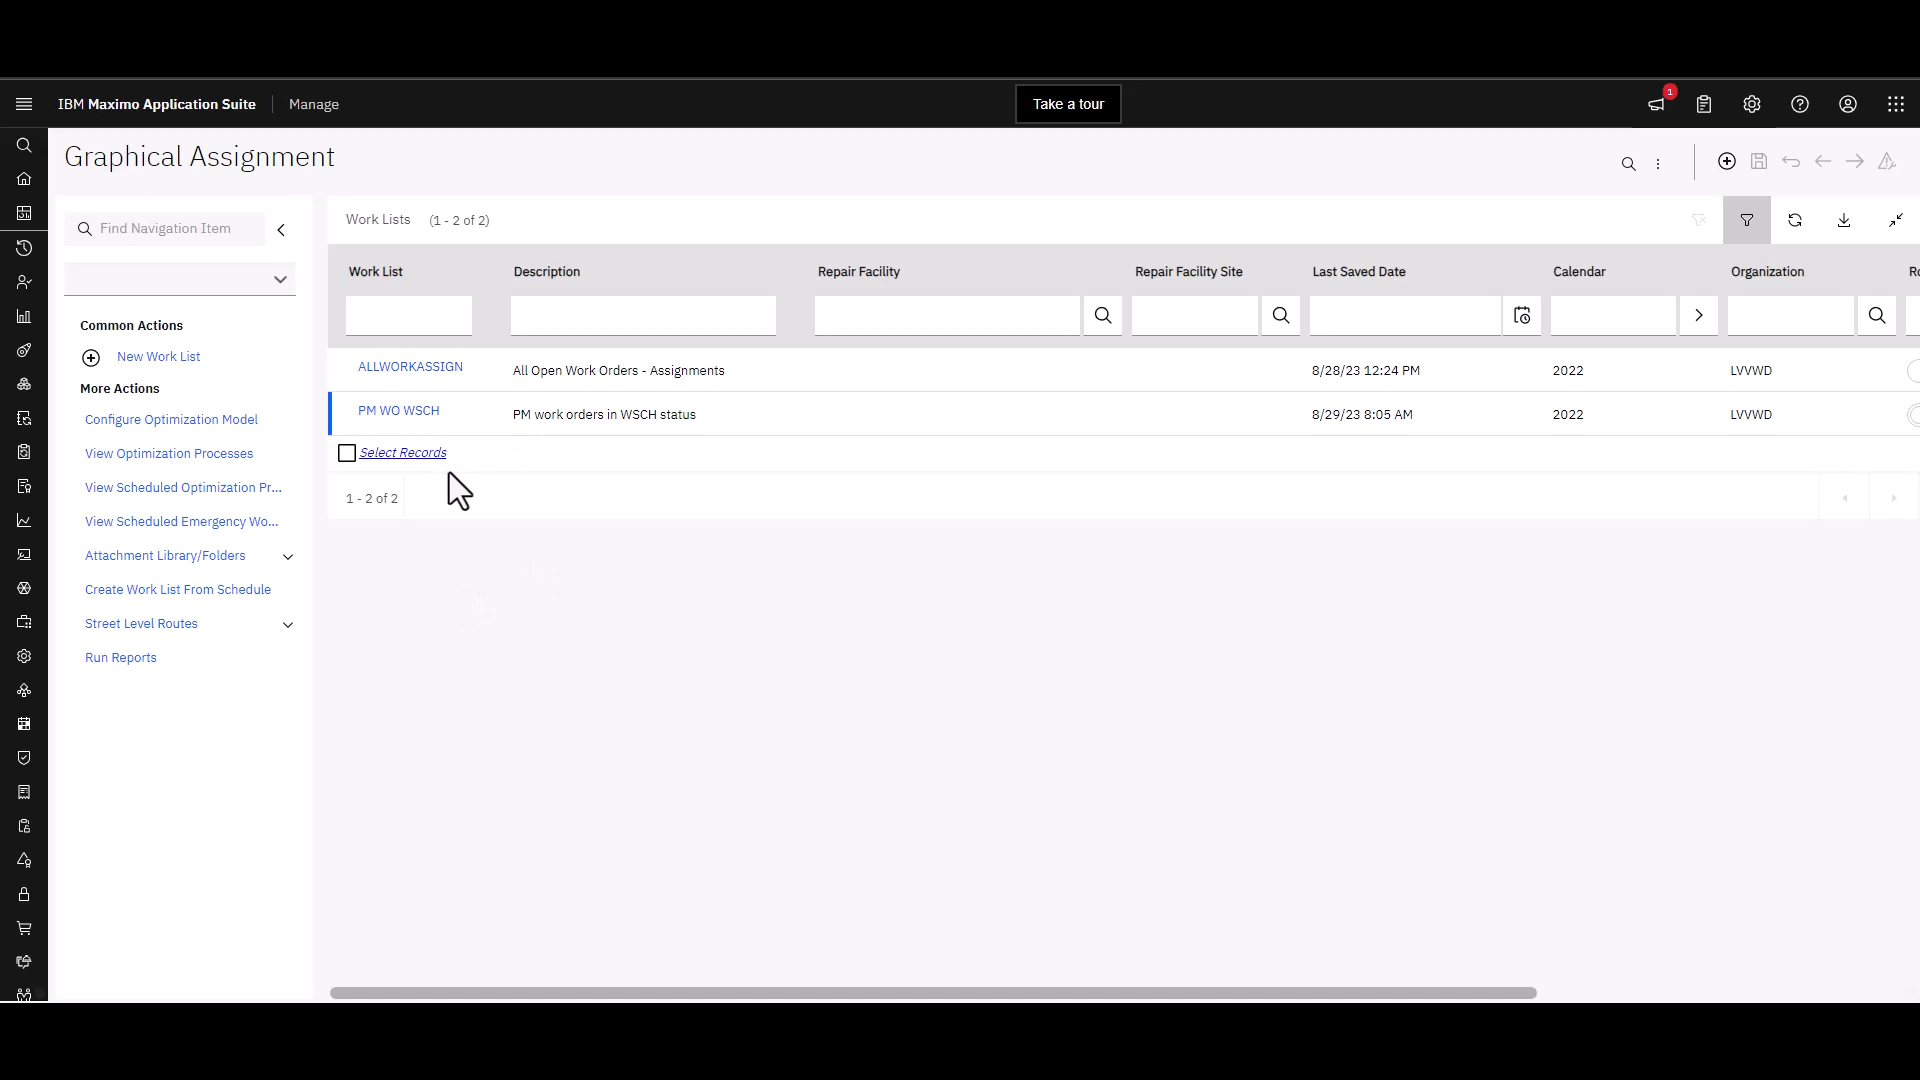 IBM Maximo Application Suite | Manage
Take a tour
1
Graphical Assignment
Find Navigation Item
Common Actions
New Work List
More Actions
Configure Optimization Model
View Optimization Processes
View Scheduled Optimization Pr...
View Scheduled Emergency Wo...
Attachment Library/Folders
Create Work List From Schedule
Street Level Routes
Run Reports
Work Lists (1 - 2 of 2)
Work List Description Repair Facility Repair Facility Site Last Saved Date Calendar Organization
ALLWORKASSIGN All Open Work Orders - Assignments 8/28/23 12:24 PM 2022 LVVWD
PM WO WSCH PM work orders in WSCH status 8/29/23 8:05 AM 2022 LVVWD
Select Records
1 - 2 of 2